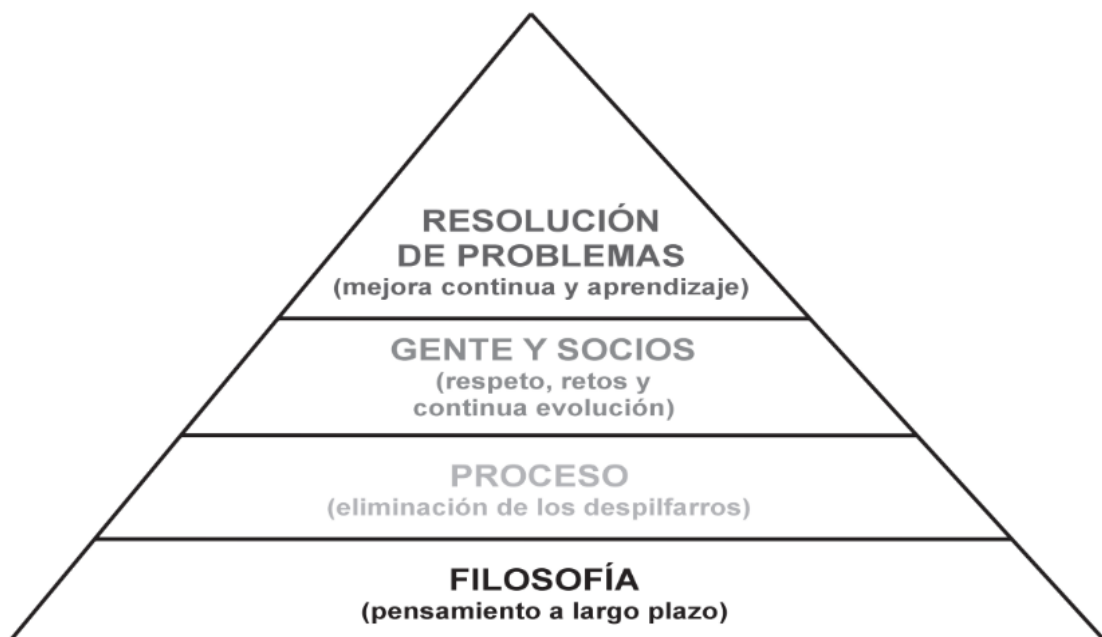 RESOLUCIÓN
DE PROBLEMAS
(mejora continua y aprendizaje)
GENTE Y SOCIOS
(respeto, retos y
continua evolución)
PROCESO
(eliminación de los despilfarros)
FILOSOFÍA
(pensamiento a largo plazo)